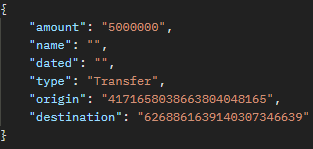 {
"amount": "5000000",
"name": "",
"dated": "",
"type": "Transfer",
"origin": "4171658038663804048165",
"destination": "6268861639140307346639"
}